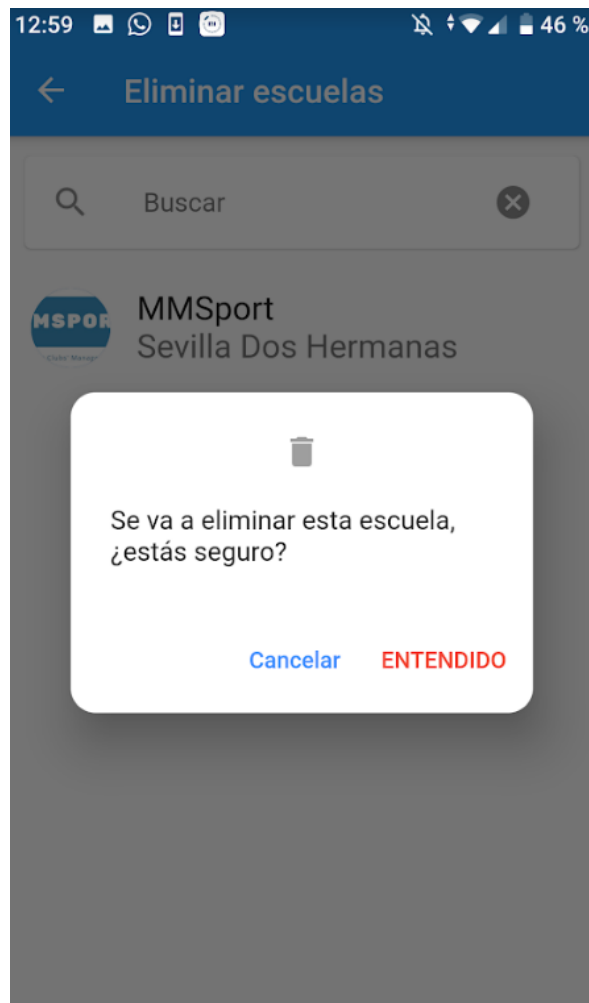 12:59
46 %
Eliminar escuelas
Buscar
MSPOR
MMSport
Sevilla Dos Hermanas
Se va a eliminar esta escuela,
¿estás seguro?
Cancelar
ENTENDIDO